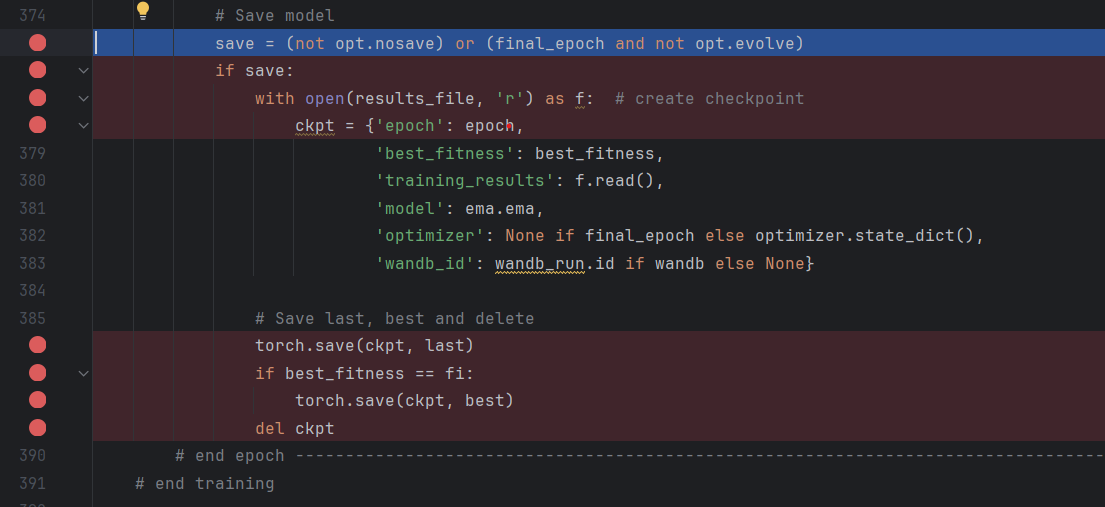 374 # Save model
save = (not opt.nosave) or (final_epoch and not opt.evolve)
if save:
with open(results_file, 'r') as f:  # create checkpoint
ckpt = {'epoch': epoch,
379 'best_fitness': best_fitness,
380 'training_results': f.read(),
381 'model': ema.ema,
382 'optimizer': None if final_epoch else optimizer.state_dict(),
383 'wandb_id': wandb_run.id if wandb else None}
384
385 # Save last, best and delete
torch.save(ckpt, last)
if best_fitness == fi:
torch.save(ckpt, best)
del ckpt
390 # end epoch ---------------------------------------------------------------------------------
391 # end training